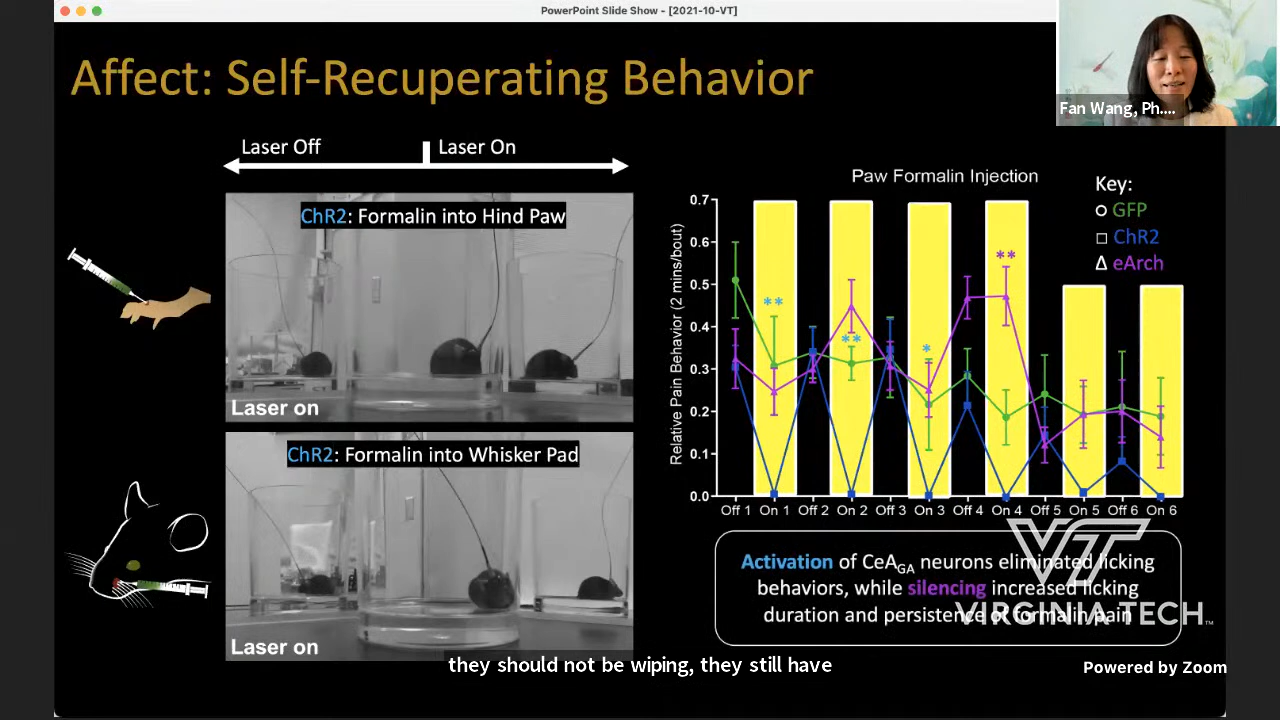 PowerPoint Slide Show - [2021-10-VT]
Affect: Self-Recuperating Behavior
Fan Wang, Ph....
Laser Off
Laser On
ChR2: Formalin into Hind Paw
Laser on
ChR2: Formalin into Whisker Pad
Laser on
Paw Formalin Injection
Key:
GFP
ChR2
eArch
Relative Pain Behavior (2 mins/bout)
0.7
0.6
0.5
0.4
0.3
0.2
0.1
0.0
**
**
*
**
Off 1 On 1 Off 2 On 2 Off 3 On 3 Off 4 On 4 Off 5 On 5 Off 6 On 6
Activation of CeAGA neurons eliminated licking
behaviors, while silencing increased licking
duration and persistence of formalin pain
VT
VIRGINIA TECH™
they should not be wiping, they still have
Powered by Zoom